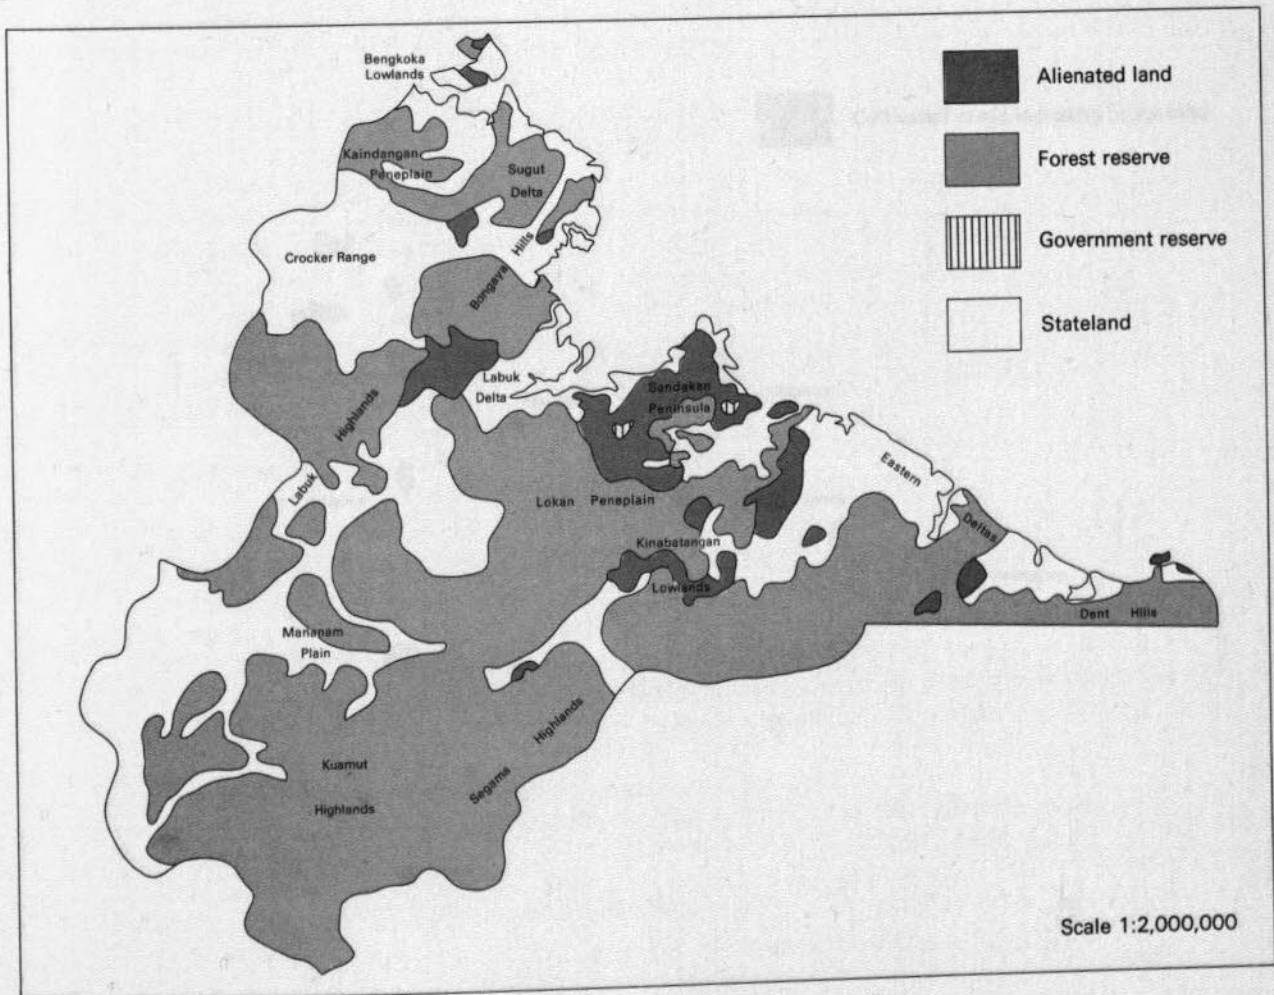 Bengkoka
Lowlands
Alienated land
Kaindangan
Peneplain
Sugut
Delta
Forest reserve
Hills
Government reserve
Crocker Range
Bongaya
Stateland
Labuk
Delta
Sandakan
Peninsula
Highlands
Eastern
Labuk
Lokan Peneplain
Deltas
Kinabatangan
Lowlands
Dent Hills
Manapam
Plain
Highlands
Kuamut
Segama
Highlands
Scale 1:2,000,000